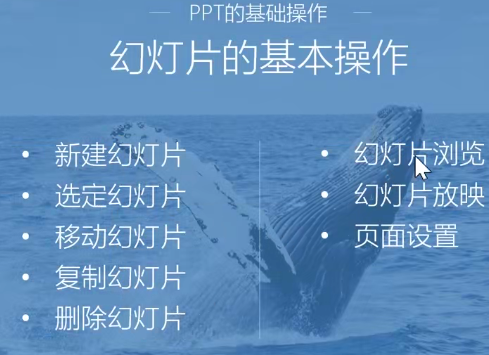 PPT的基础操作
幻灯片的基本操作
• 新建幻灯片
• 选定幻灯片
• 移动幻灯片
• 复制幻灯片
• 删除幻灯片
• 幻灯片浏览
• 幻灯片放映
• 页面设置